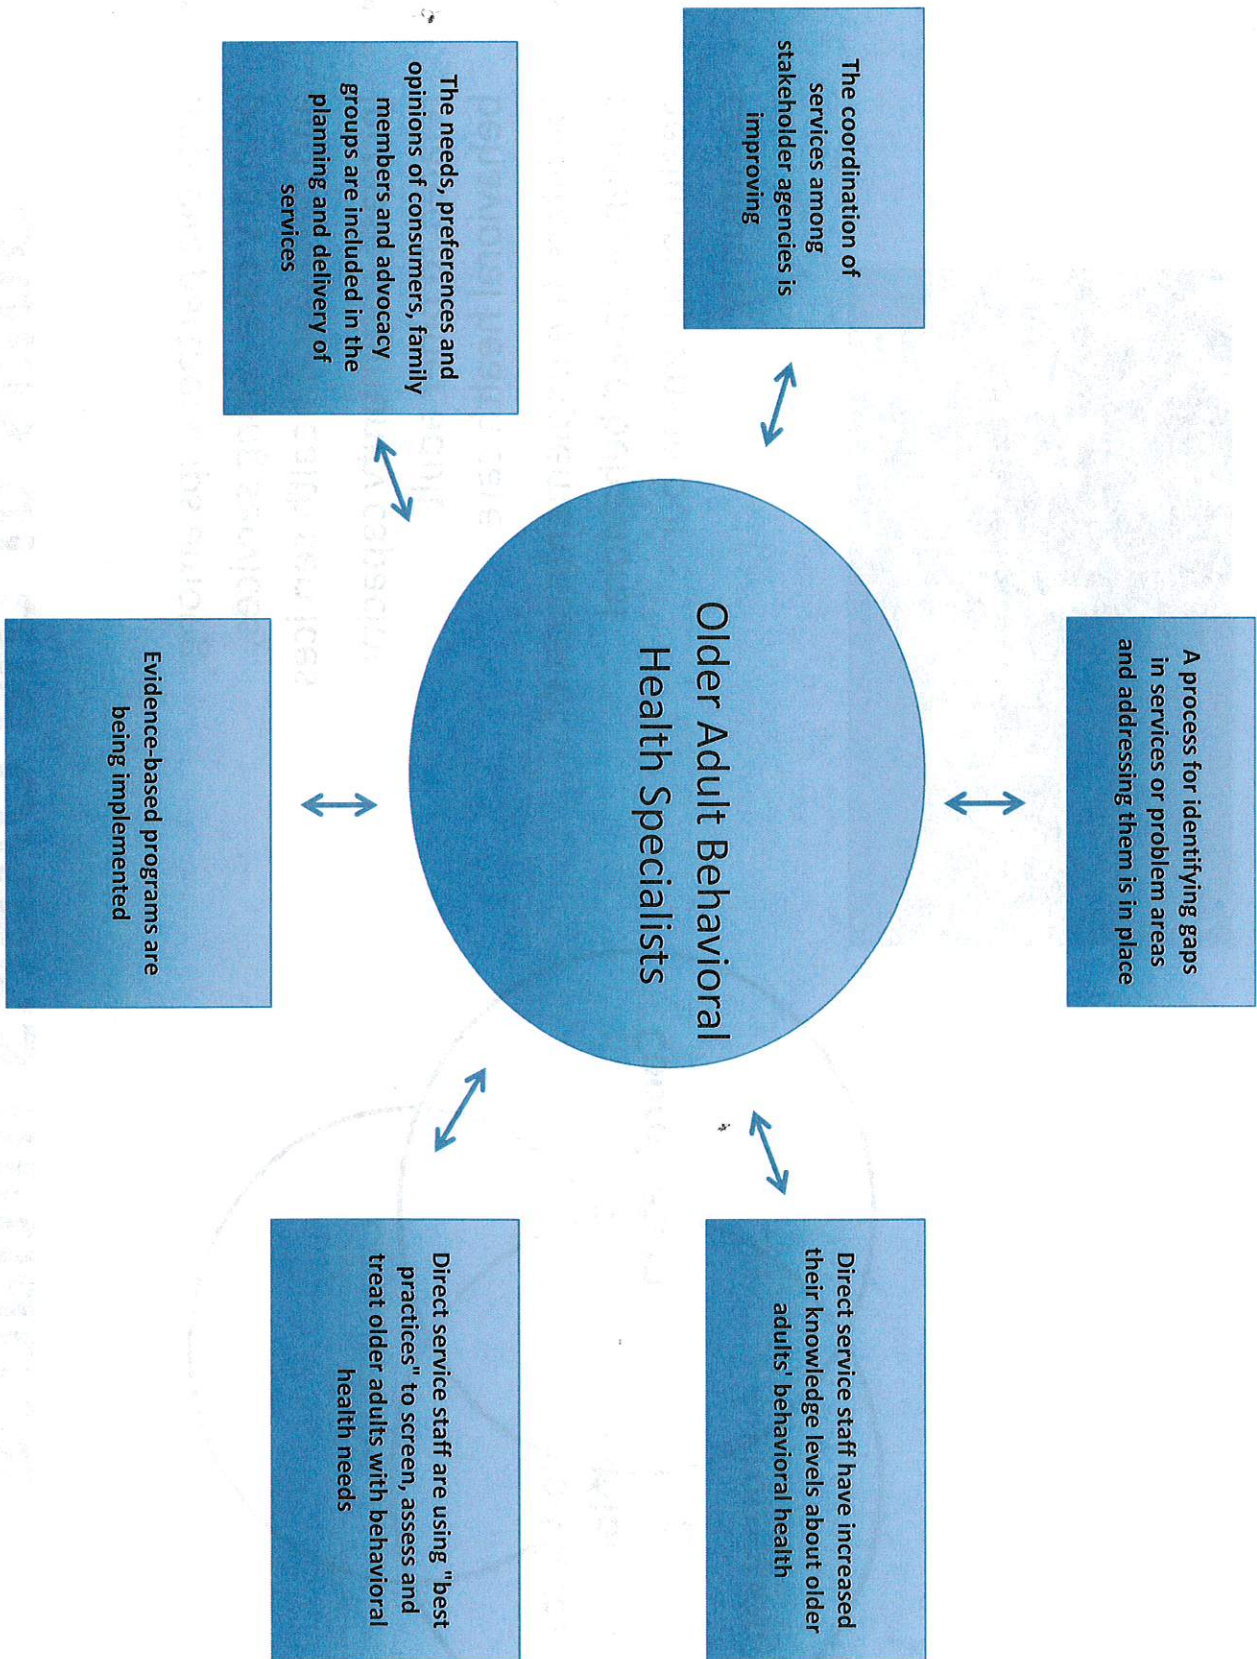 A process for identifying gaps
in services or problem areas
and addressing them is in place
The coordination of
services among
stakeholder agencies is
improving
Direct service staff have increased
their knowledge levels about older
adults' behavioral health
Older Adult Behavioral
Health Specialists
The needs, preferences and
opinions of consumers, family
members and advocacy
groups are included in the
planning and delivery of
services
Direct service staff are using "best
practices" to screen, assess and
treat older adults with behavioral
health needs
Evidence-based programs are
being implemented